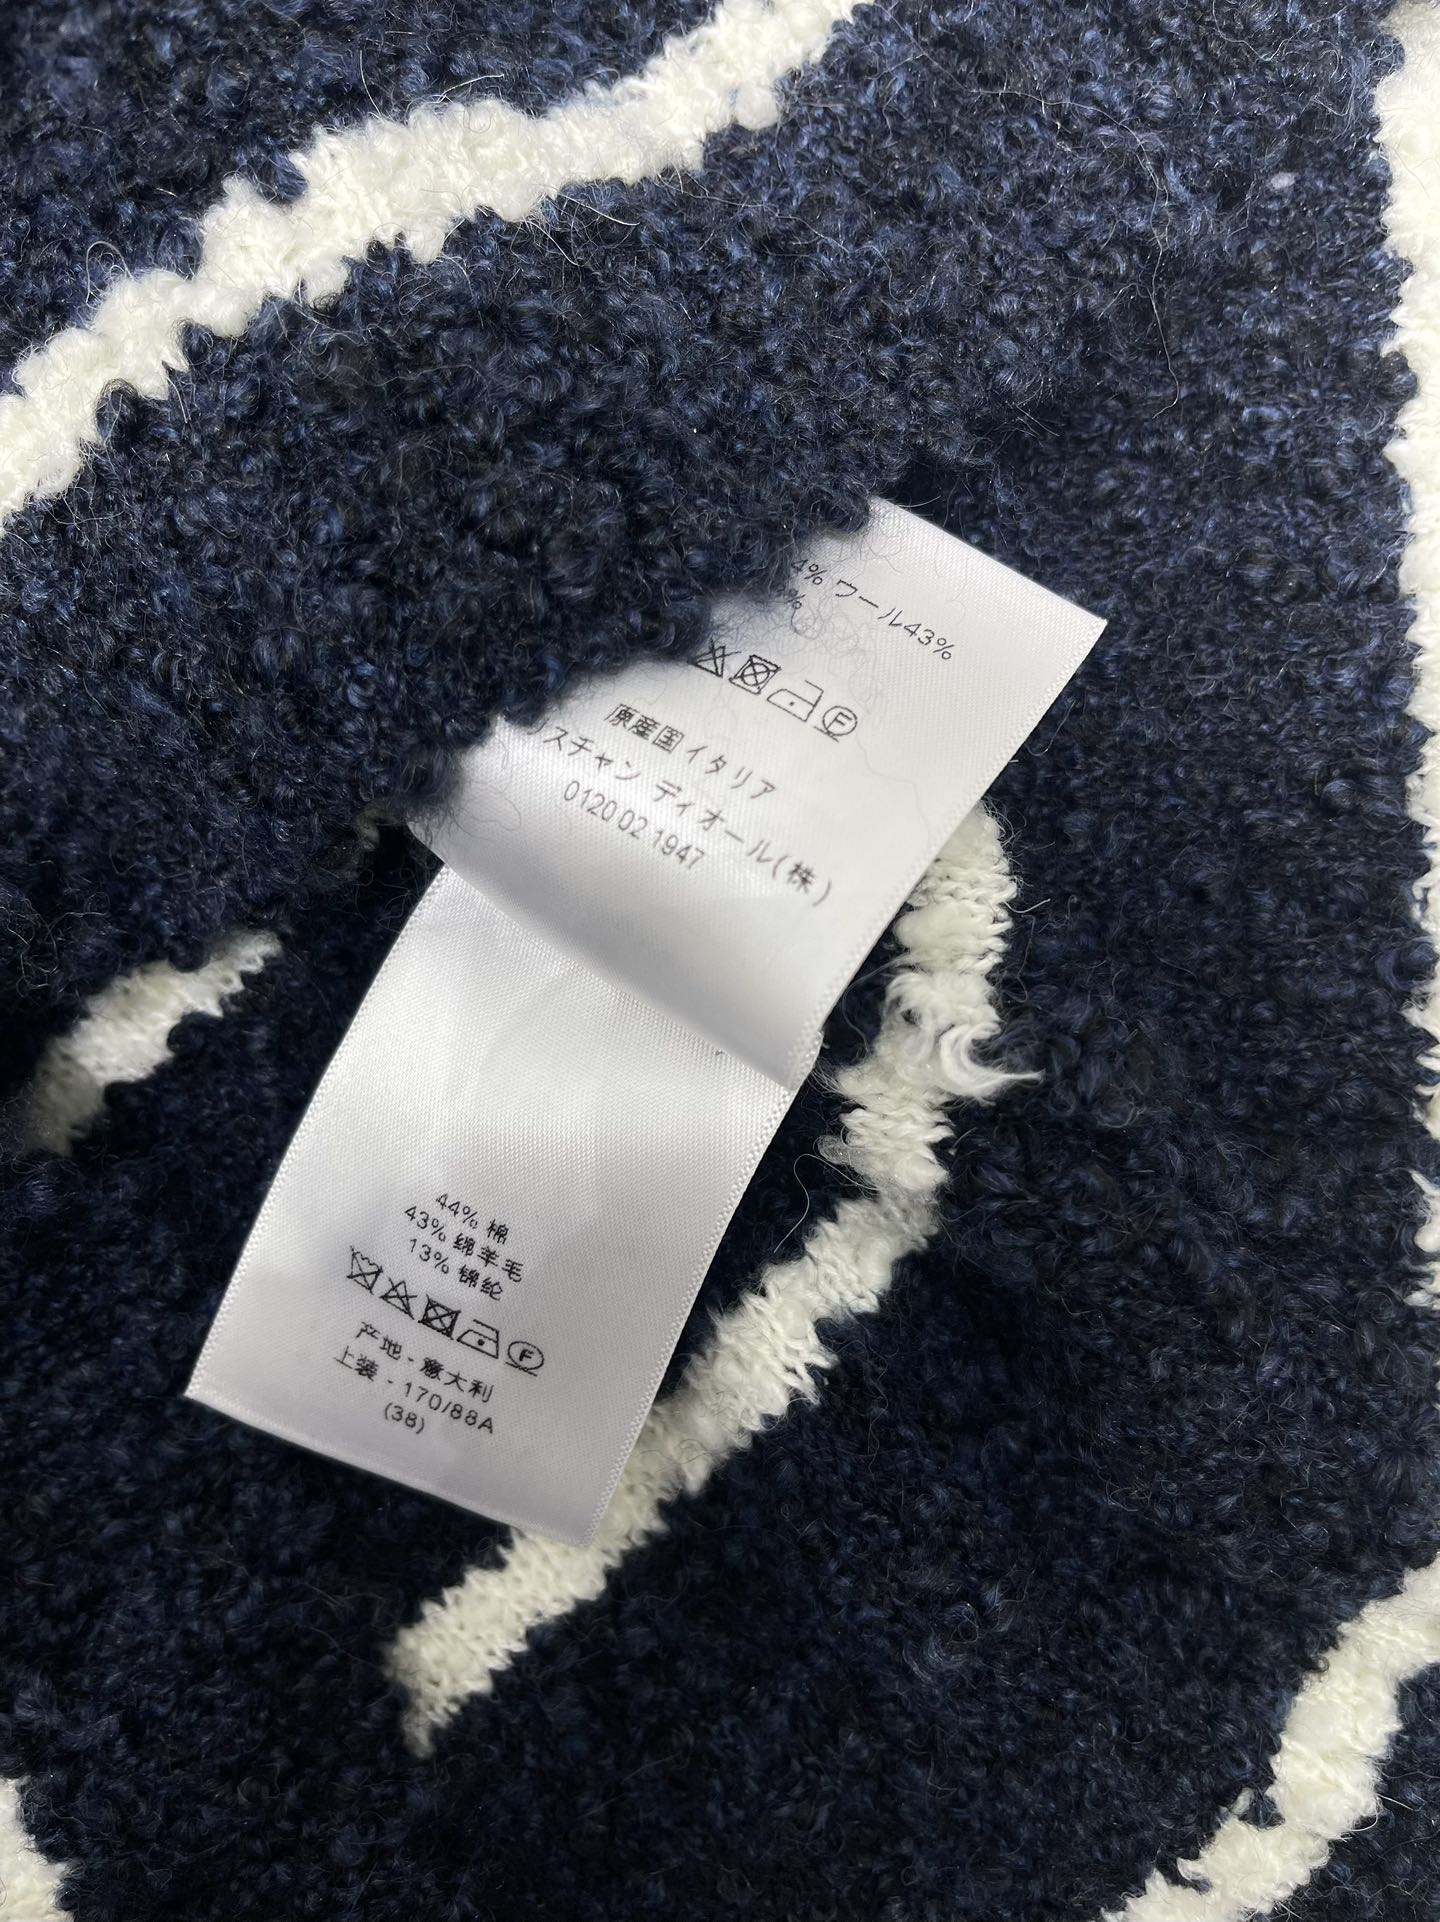 4% ウール43%
%
原産国 イタリア
リスチャン ディオール(株)
0120 02 1947
44% 棉
43% 绵羊毛
13% 锦纶
F
产地 - 意大利
上装 - 170/88A
(38)